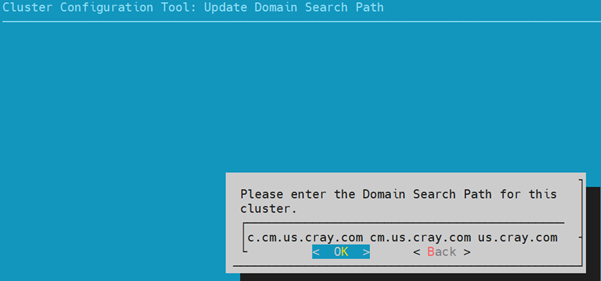 Cluster Configuration Tool: Update Domain Search Path
Please enter the Domain Search Path for this
cluster.
c.cm.us.cray.com cm.us.cray.com us.cray.com
< OK > < Back >